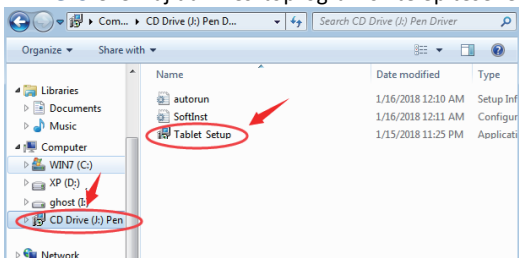 Com... ▸ CD Drive (J:) Pen D...
Search CD Drive (J:) Pen Driver
Organize
Share with
Name
Date modified
Type
Libraries
Documents
Music
Computer
WIN7 (C:)
XP (D:)
ghost (E:)
CD Drive (J:) Pen
Network
autorun
1/16/2018 12:10 AM
Setup Inf
SoftInst
1/16/2018 12:11 AM
Configur
Tablet Setup
1/15/2018 11:25 PM
Applicati